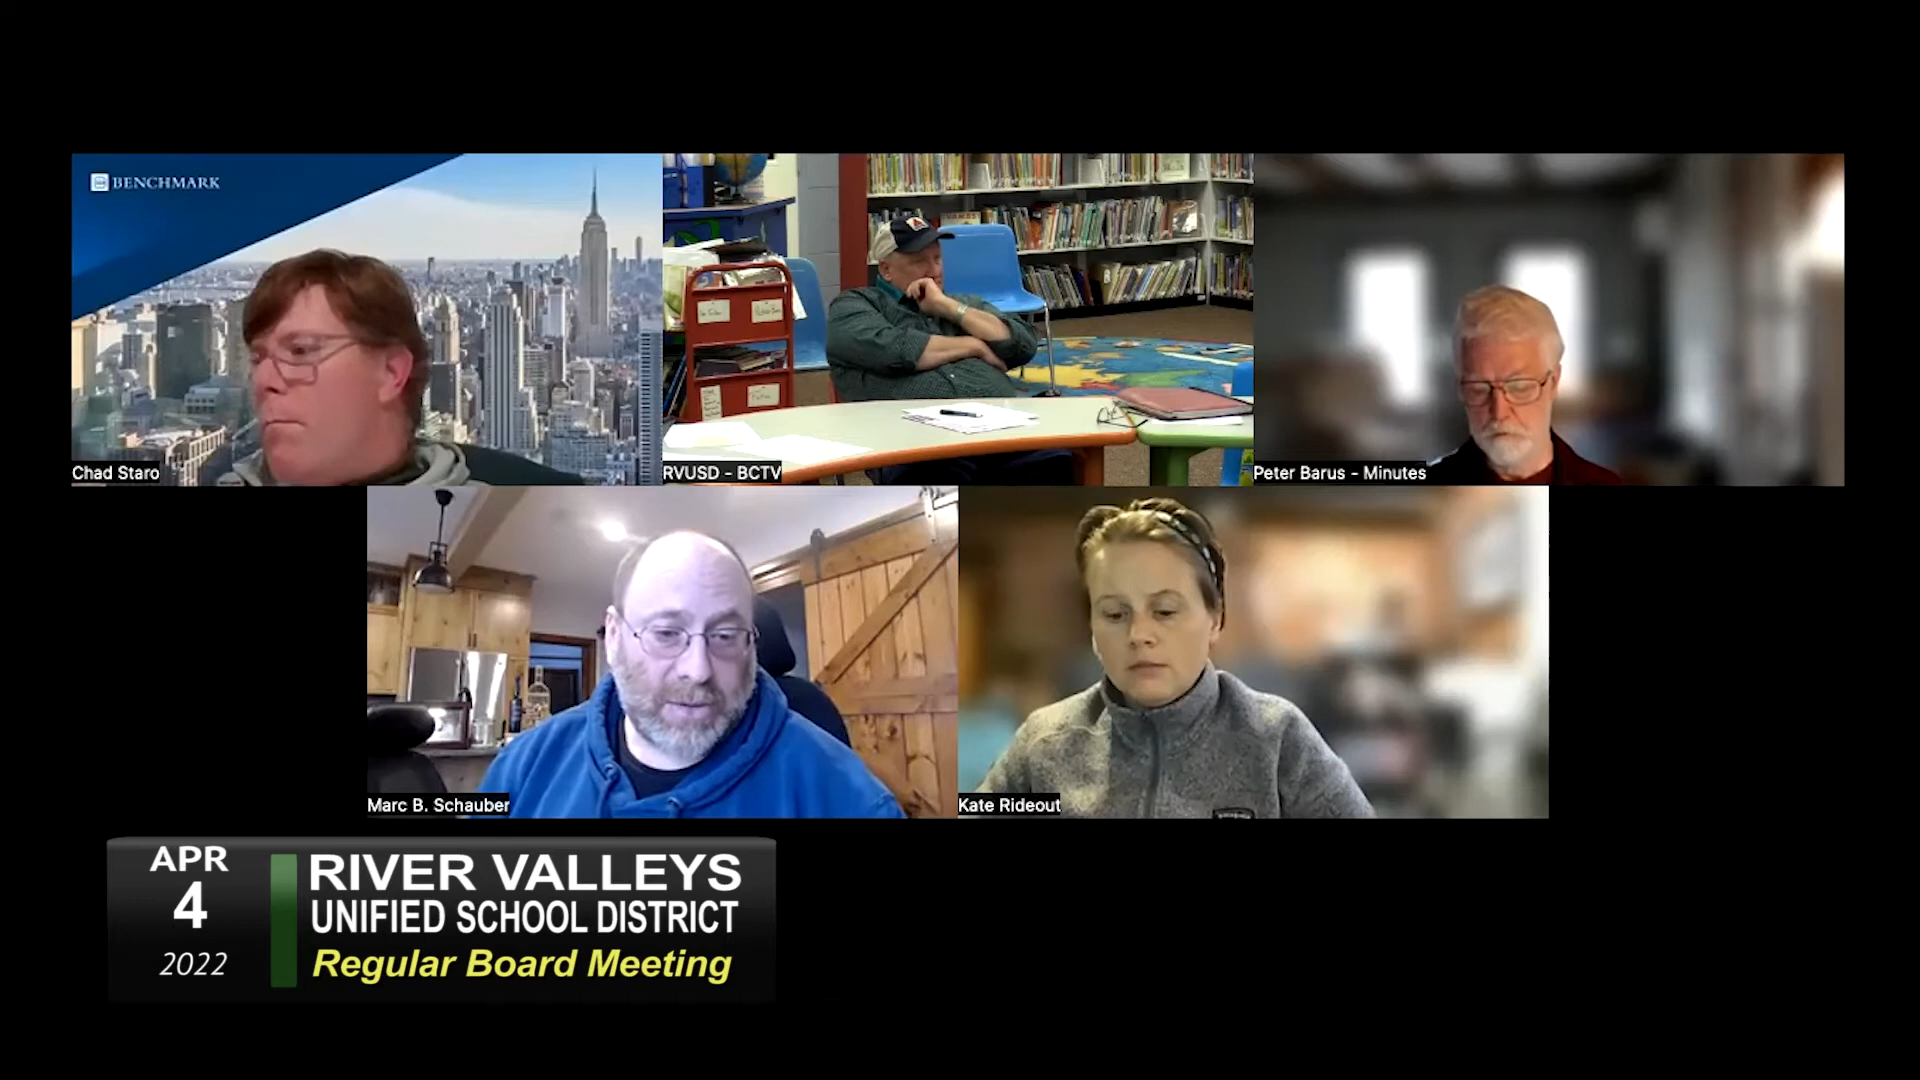 BENCHMARK
Chad Staro
RVUSD - BCTV
Peter Barus - Minutes
Marc B. Schauber
Kate Rideout
APR
4
2022
RIVER VALLEYS
UNIFIED SCHOOL DISTRICT
Regular Board Meeting